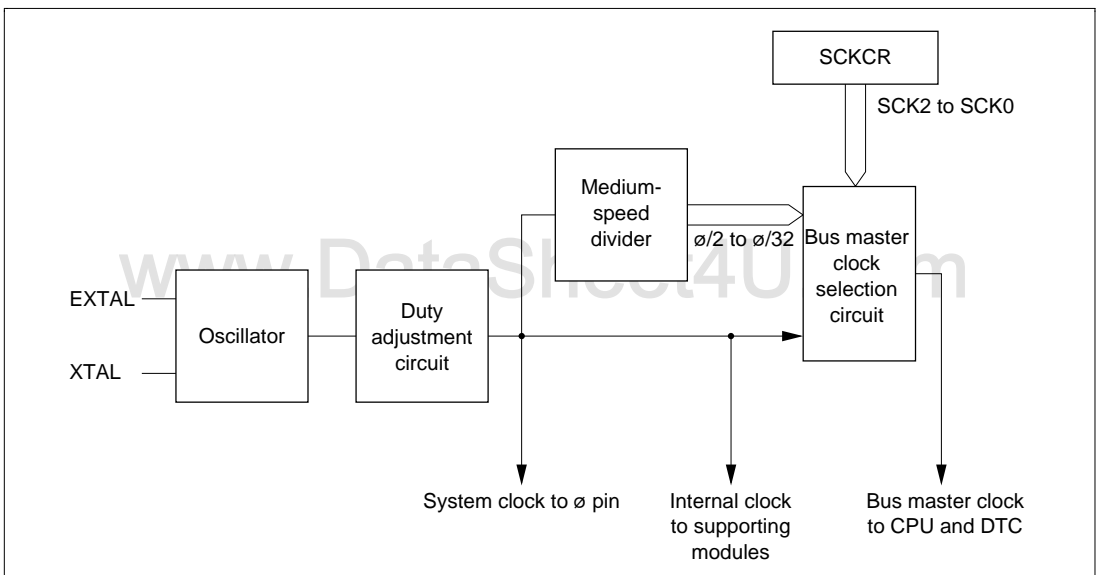 SCKCR
SCK2 to SCK0
Medium-
speed
divider
ø/2 to ø/32
Bus master
clock
selection
circuit
www.DataSheet4U.com
EXTAL
XTAL
Oscillator
Duty
adjustment
circuit
System clock to ø pin
Internal clock
to supporting
modules
Bus master clock
to CPU and DTC